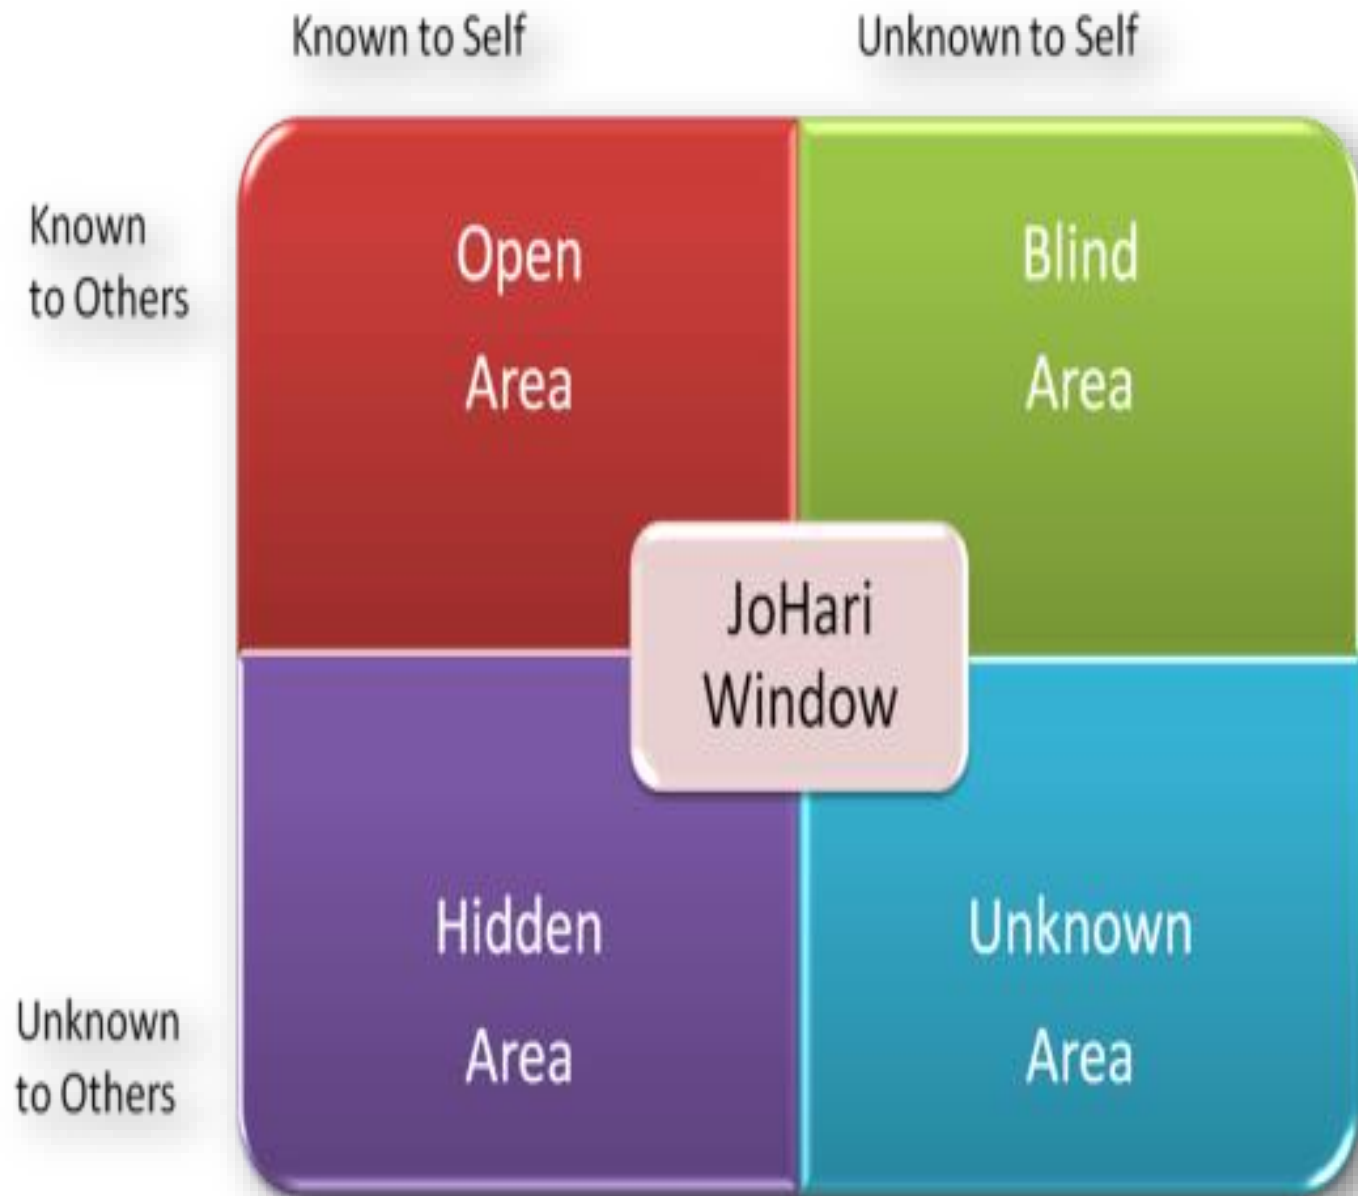 Known to Self
Unknown to Self
Known
to Others
Open
Area
Blind
Area
JoHari
Window
Unknown
to Others
Hidden
Area
Unknown
Area